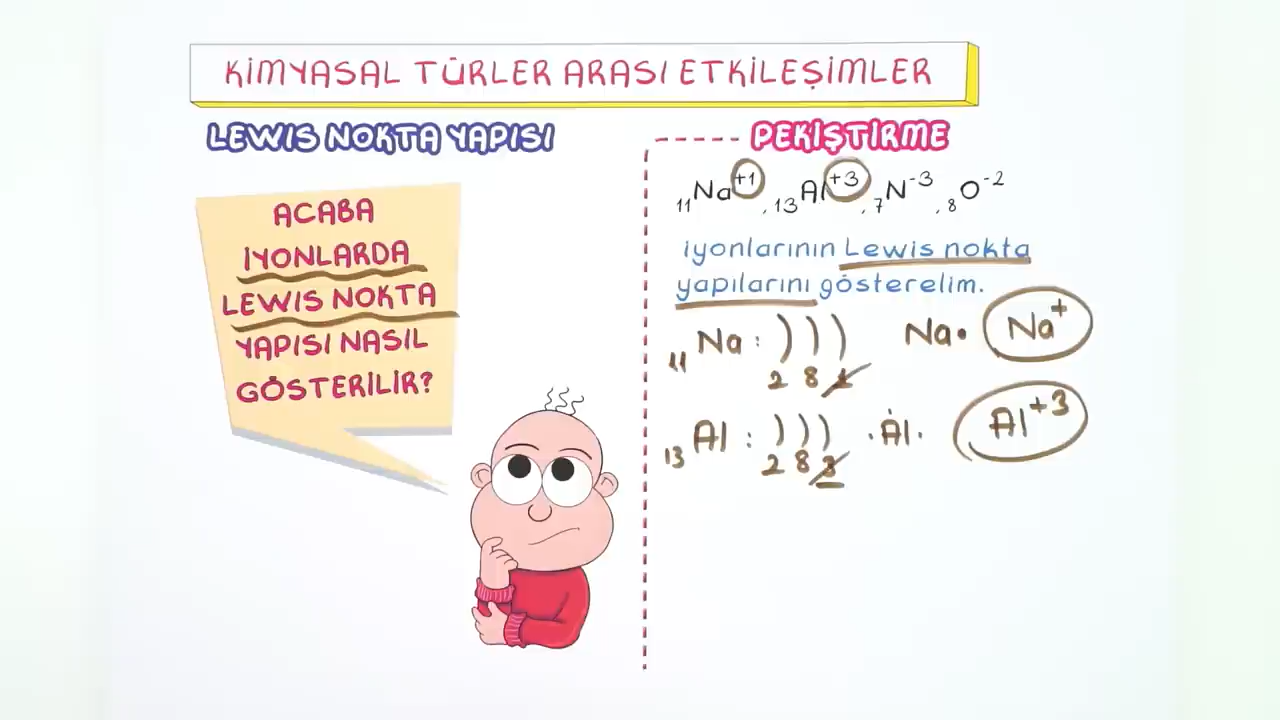 KİMYASAL TÜRLER ARASI ETKİLEŞİMLER
LEWIS NOKTA YAPISI
ACABA
İYONLARDA
LEWIS NOKTA
YAPISI NASIL
GÖSTERİLİR?
PEKİŞTİRME
₁₁Na⁺¹, ₁₃Al⁺³, ₇N⁻³, ₈O⁻²
iyonlarının Lewis nokta
yapılarını gösterelim.
₁₁Na: ) ) ) Na• Na⁺
2 8 1
₁₃Al: ) ) ) ·Ȧl· Al⁺³
2 8 3